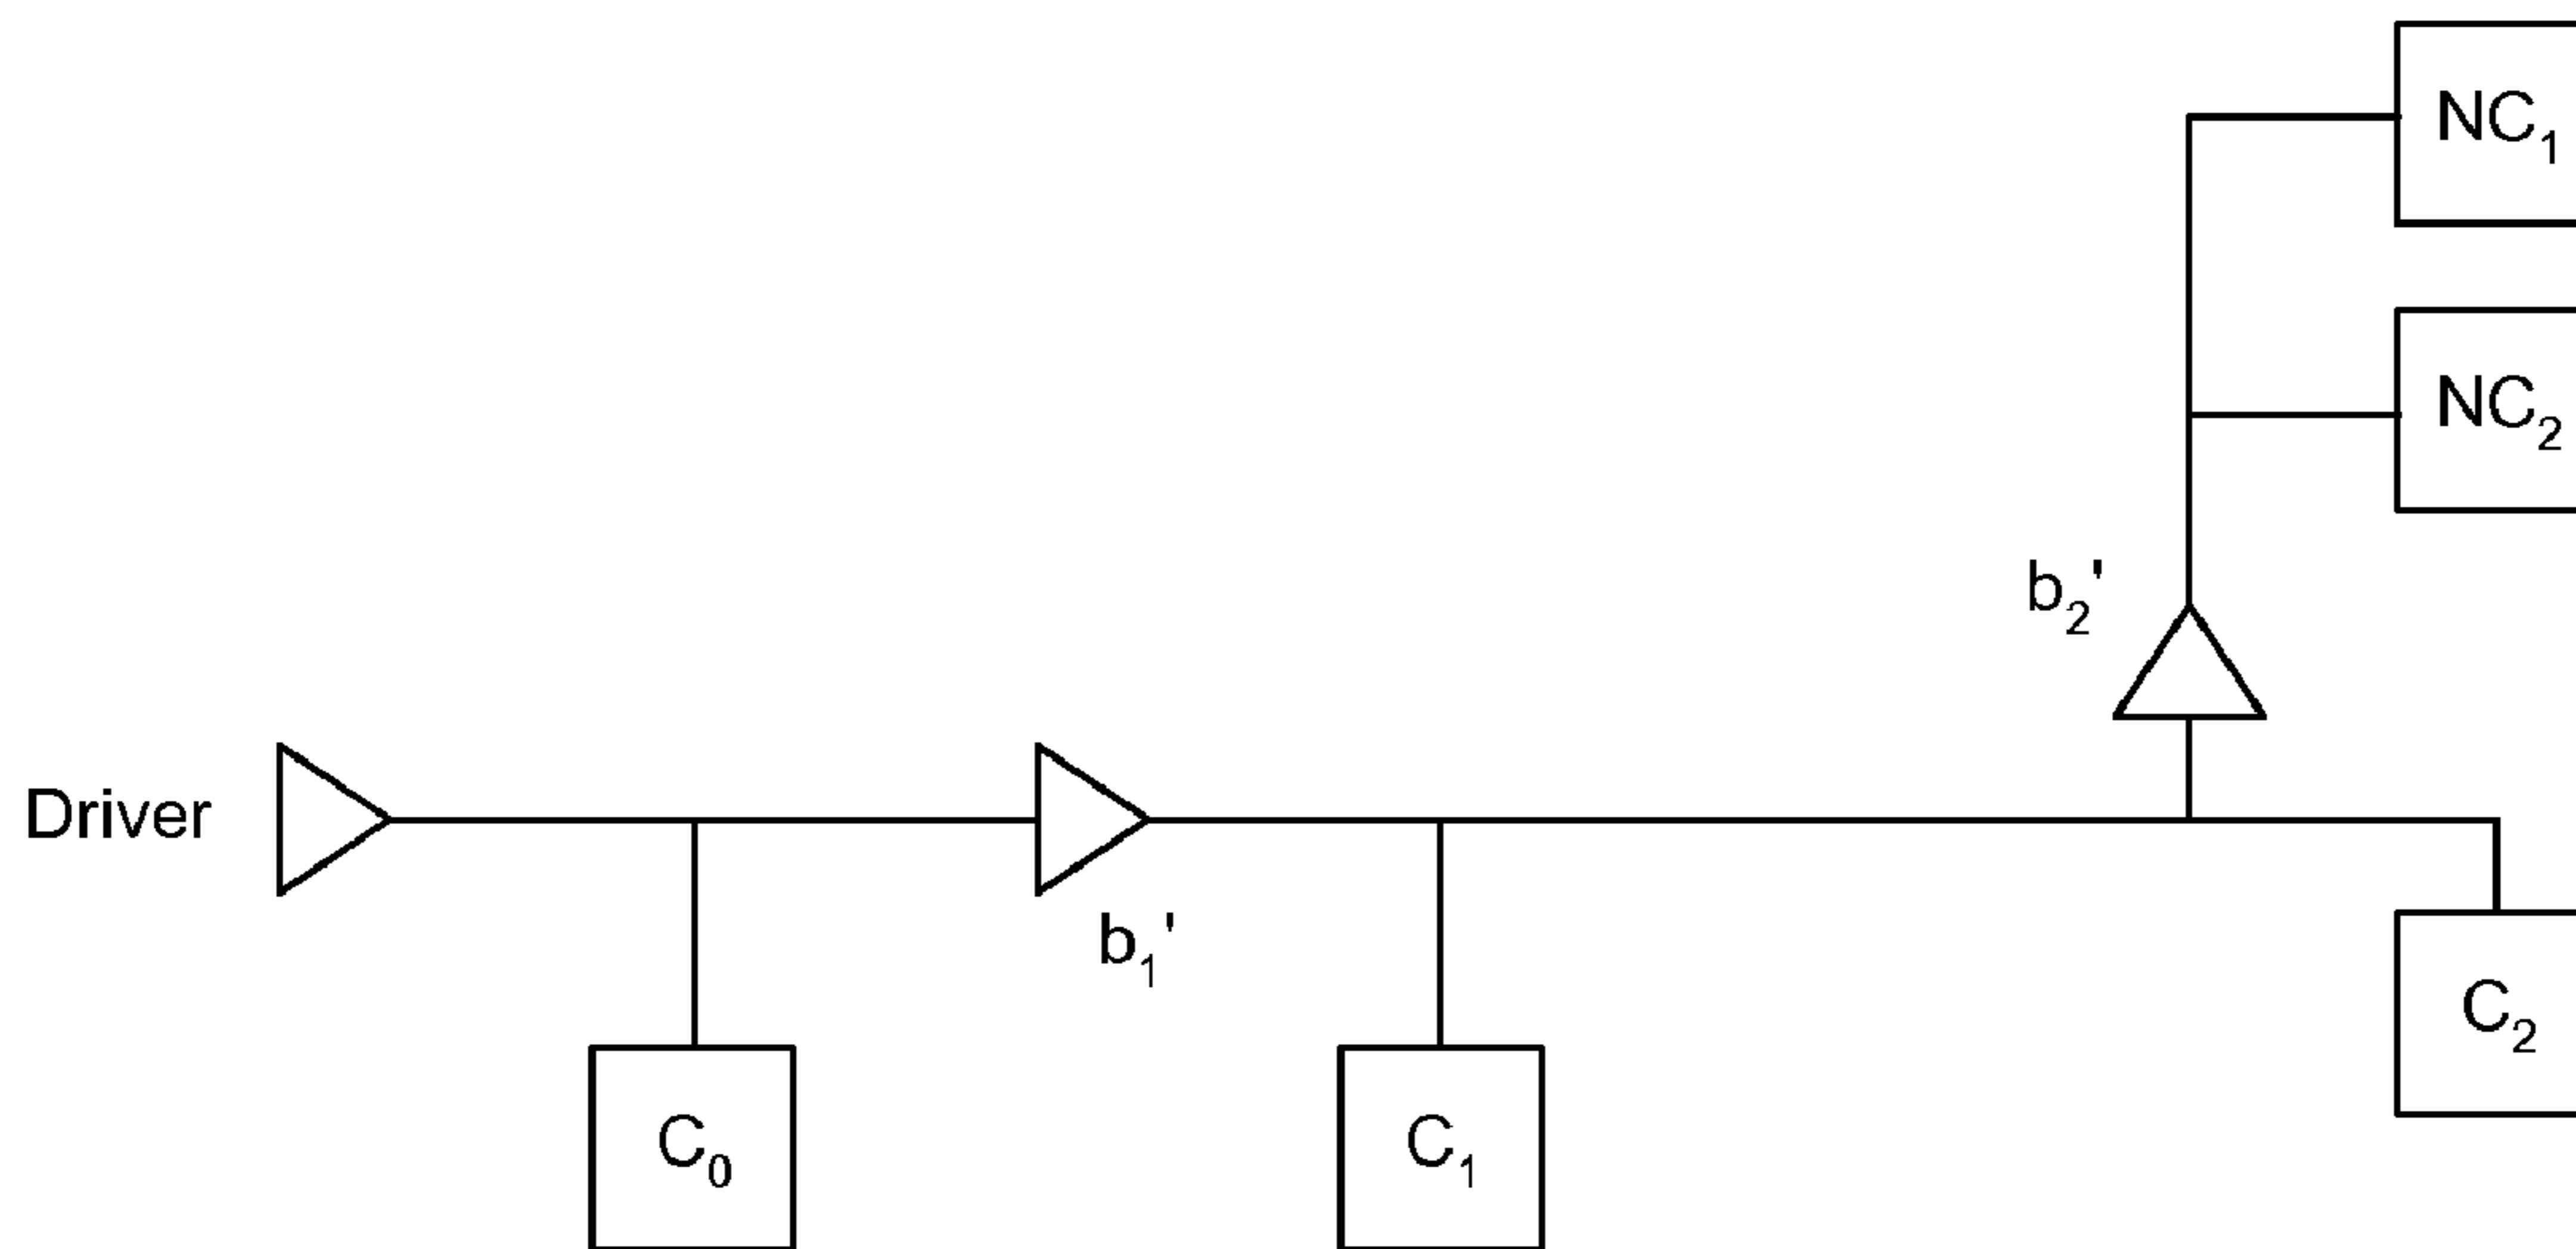 NC₁
NC₂
b₂'
Driver
b₁'
C₂
C₀
C₁